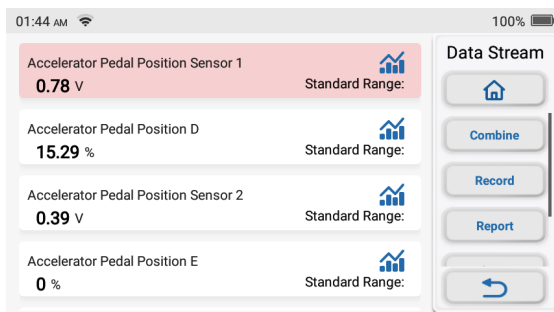 01:44 AM
100%
Data Stream
Accelerator Pedal Position Sensor 1
0.78 V
Standard Range:
Accelerator Pedal Position D
15.29 %
Standard Range:
Combine
Accelerator Pedal Position Sensor 2
0.39 V
Standard Range:
Record
Report
Accelerator Pedal Position E
0 %
Standard Range: